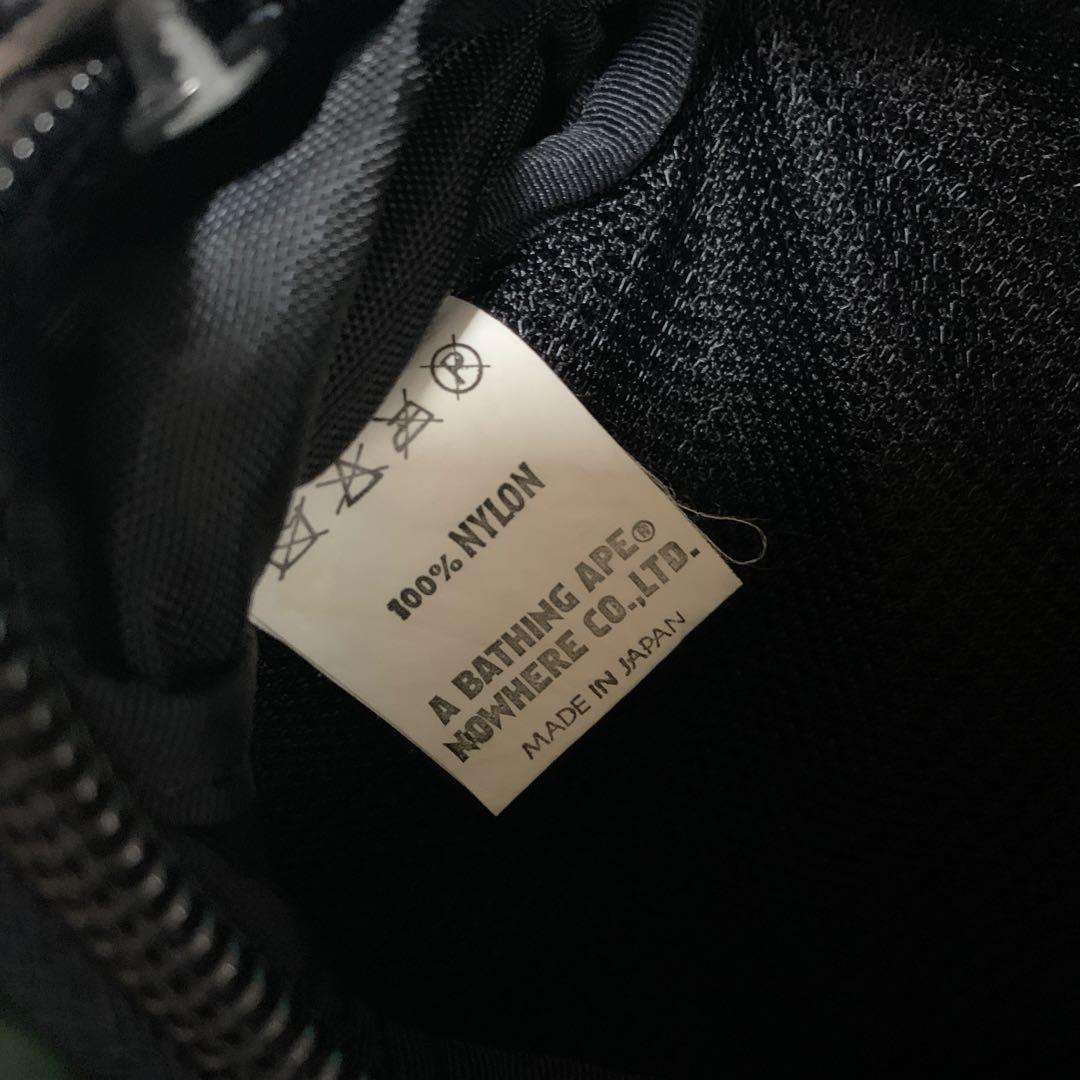 P
100% NYLON
A BATHING APE®
NOWHERE CO.,LTD.
MADE IN JAPAN